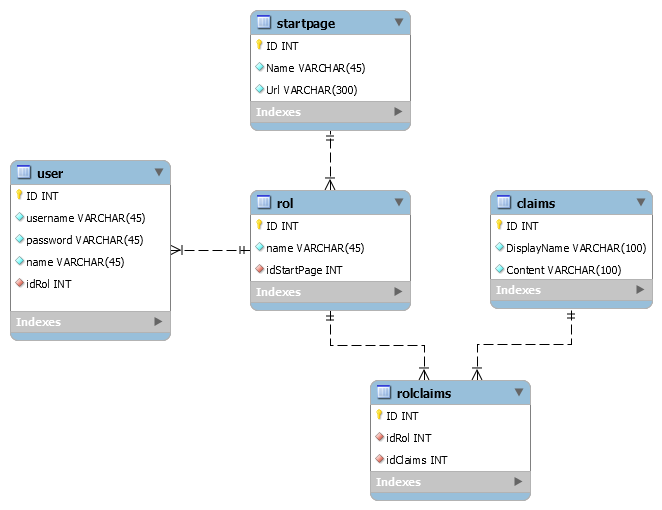 startpage
ID INT
Name VARCHAR(45)
Url VARCHAR(300)
Indexes
user
ID INT
username VARCHAR(45)
password VARCHAR(45)
name VARCHAR(45)
idRol INT
Indexes
rol
ID INT
name VARCHAR(45)
idStartPage INT
Indexes
claims
ID INT
DisplayName VARCHAR(100)
Content VARCHAR(100)
Indexes
rolclaims
ID INT
idRol INT
idClaims INT
Indexes